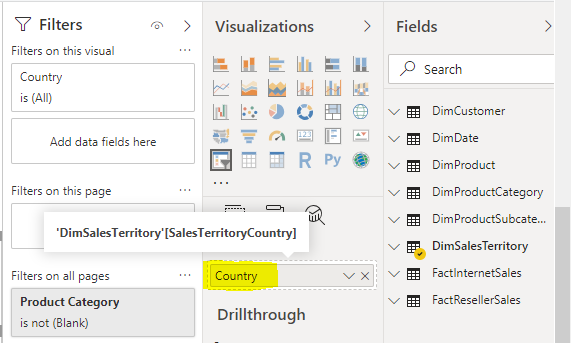 Filters
Filters on this visual
Country
is (All)
Add data fields here
Filters on this page
Filters on all pages
Product Category
is not (Blank)
Visualizations
123
R
Py
'DimSalesTerritory'[SalesTerritoryCountry]
Country
Drillthrough
Fields
Search
DimCustomer
DimDate
DimProduct
DimProductCategory
DimProductSubcate...
DimSalesTerritory
FactInternetSales
FactResellerSales